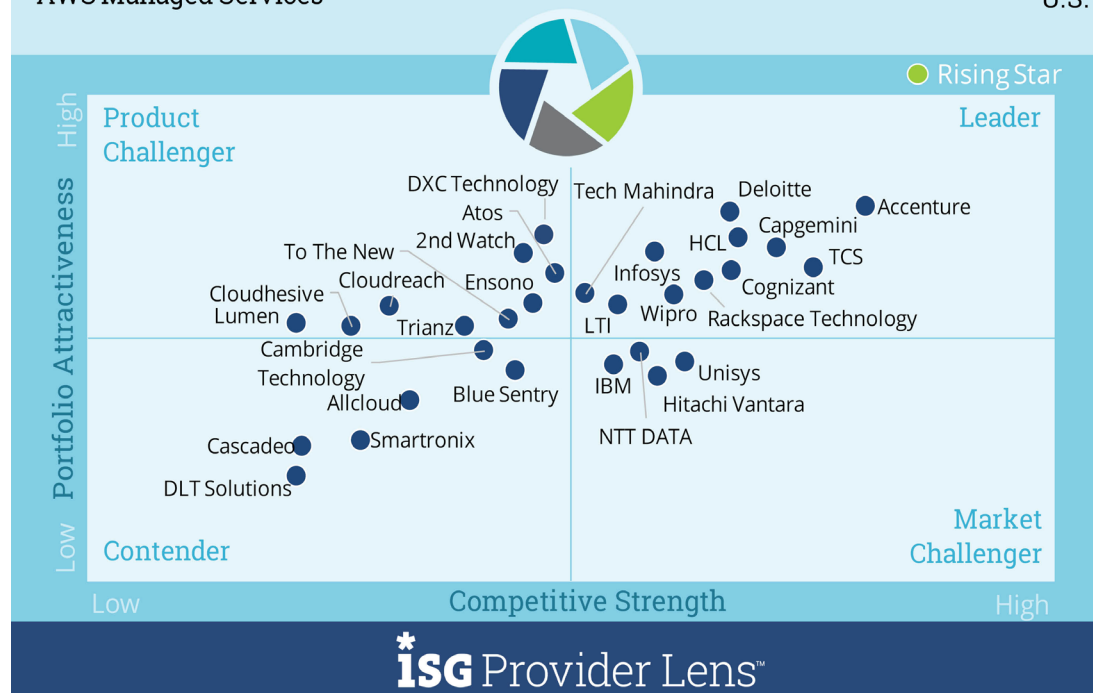 AWS Managed Services
U.S.
Rising Star
High
Product
Challenger
Leader
DXC Technology
Tech Mahindra
Deloitte
Atos
Accenture
2nd Watch
Capgemini
To The New
HCL
TCS
Cloudreach
Ensono
Infosys
Cognizant
Cloudhesive
Lumen
Trianz
LTI
Wipro
Rackspace Technology
Cambridge
Technology
Blue Sentry
IBM
Unisys
Allcloud
Hitachi Vantara
NTT DATA
Cascadeo
Smartronix
DLT Solutions
Portfolio Attractiveness
Low
Contender
Market
Challenger
Low
Competitive Strength
High
*ISG Provider Lens™